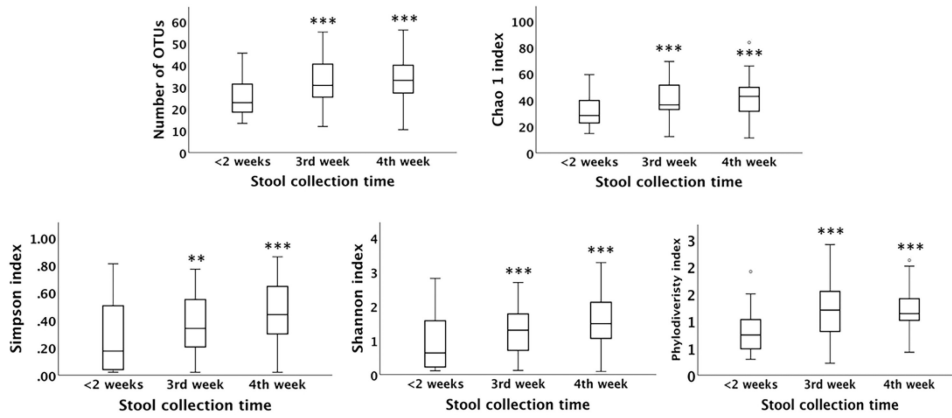 Number of OTUs
60
50
40
30
20
10
0
*** ***
<2 weeks 3rd week 4th week
Stool collection time
Chao 1 index
100
80
60
40
20
0
*** ***
<2 weeks 3rd week 4th week
Stool collection time
Simpson index
1.00
.80
.60
.40
.20
.00
** ***
<2 weeks 3rd week 4th week
Stool collection time
Shannon index
4
3
2
1
0
*** ***
<2 weeks 3rd week 4th week
Stool collection time
Phylodiveristy index
3
2
2
1
1
*** ***
<2 weeks 3rd week 4th week
Stool collection time